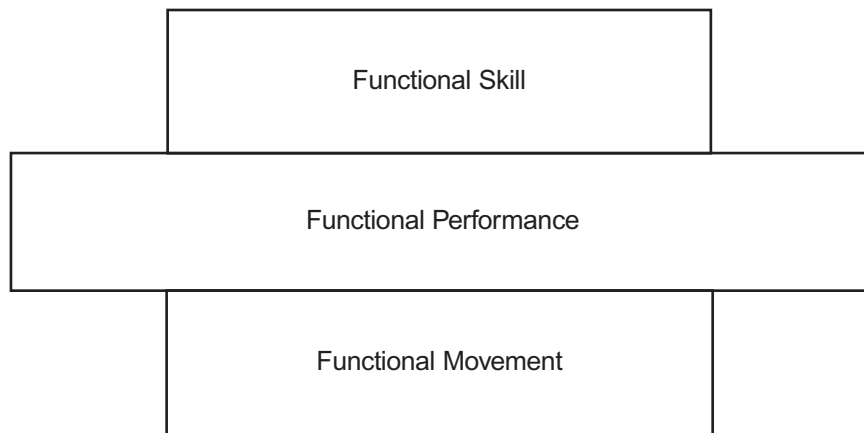 Functional Skill
Functional Performance
Functional Movement